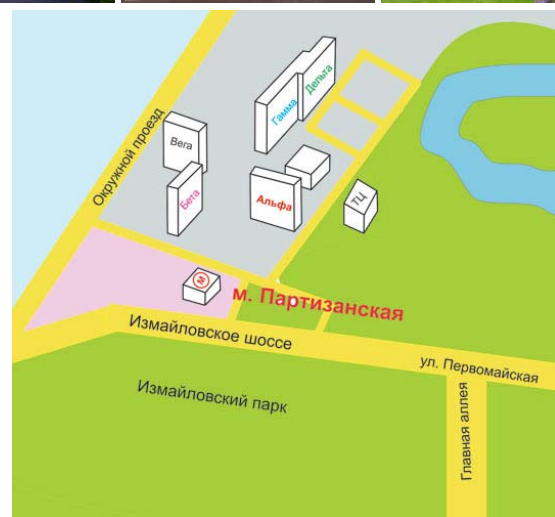 Дельта
Гамма
Окружной проезд
Вега
Бета
Альфа
ТЦ
М
м. Партизанская
Измайловское шоссе
ул. Первомайская
Измайловский парк
Главная аллея